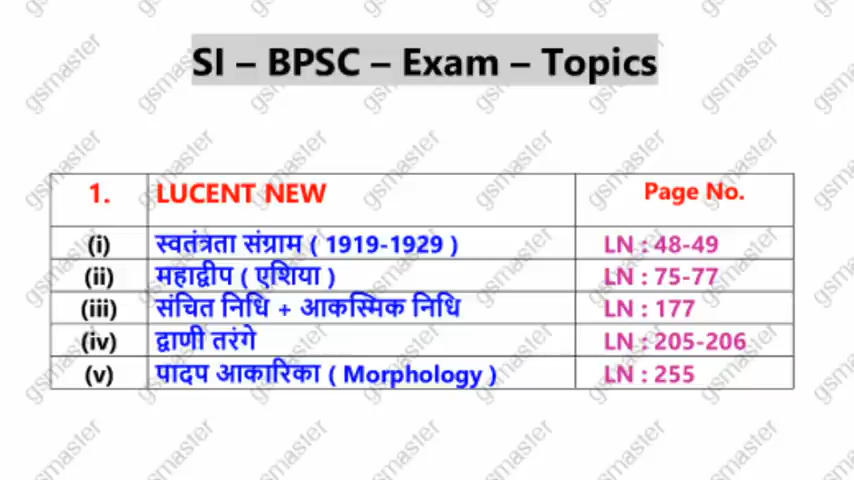 SI – BPSC – Exam – Topics
1. LUCENT NEW Page No.
(i) स्वतंत्रता संग्राम ( 1919-1929 ) LN : 48-49
(ii) महाद्वीप ( एशिया ) LN : 75-77
(iii) संचित निधि + आकस्मिक निधि LN : 177
(iv) द्वाणी तरंगे LN : 205-206
(v) पादप आकारिका ( Morphology ) LN : 255
gsmaster